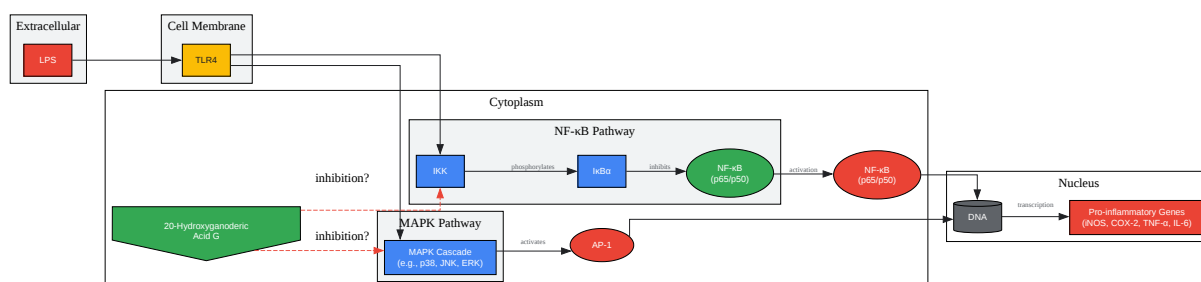 Extracellular
Cell Membrane
LPS
TLR4
Cytoplasm
NF-κB Pathway
IKK
phosphorylates
IκBα
inhibits
NF-κB
(p65/p50)
activation
NF-κB
(p65/p50)
inhibition?
20-Hydroxyganoderic
Acid G
inhibition?
MAPK Pathway
MAPK Cascade
(e.g., p38, JNK, ERK)
activates
AP-1
Nucleus
DNA
transcription
Pro-inflammatory Genes
(iNOS, COX-2, TNF-α, IL-6)